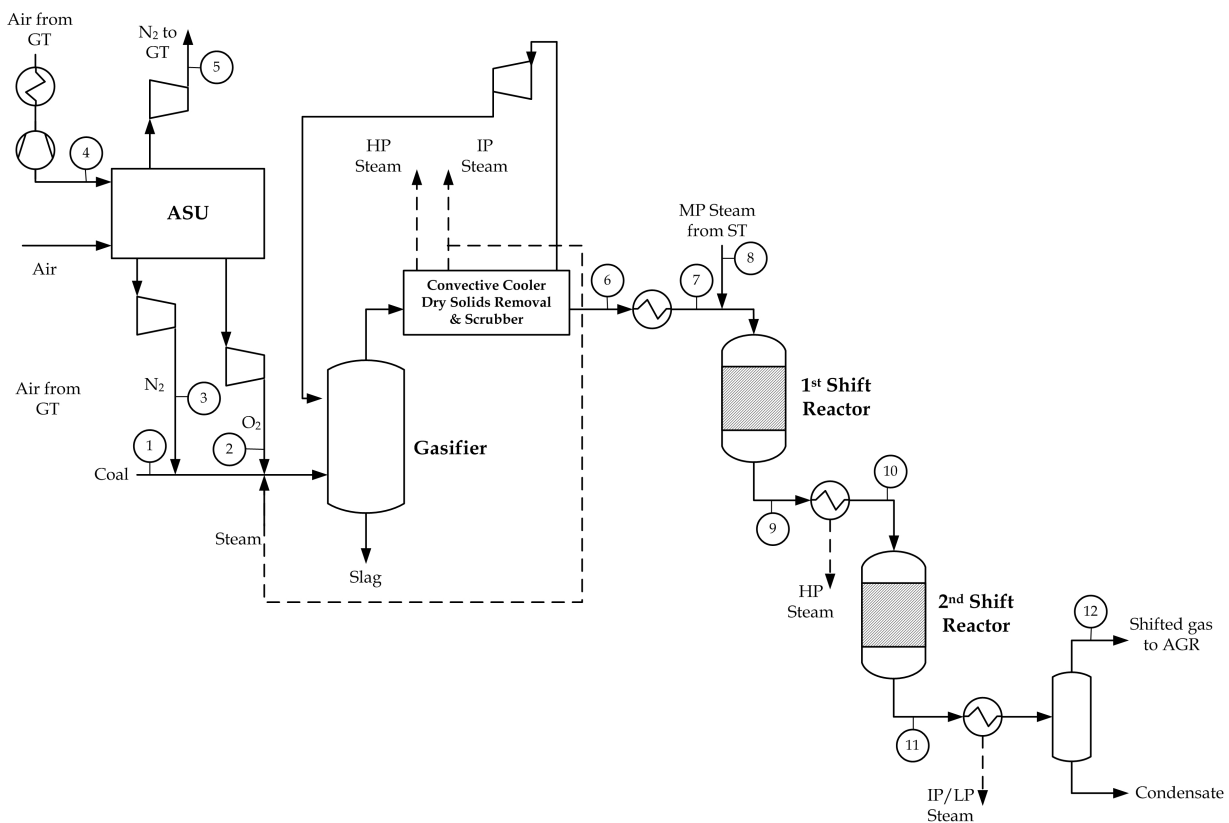 Air from
GT
N2 to
GT
5
4
ASU
Air
HP
Steam
IP
Steam
MP Steam
from ST
8
Convective Cooler
Dry Solids Removal
& Scrubber
6
7
1st Shift
Reactor
Air from
GT
N2
3
O2
2
1
Coal
Gasifier
Steam
Slag
10
9
HP
Steam
2nd Shift
Reactor
12
Shifted gas
to AGR
11
IP/LP
Steam
Condensate